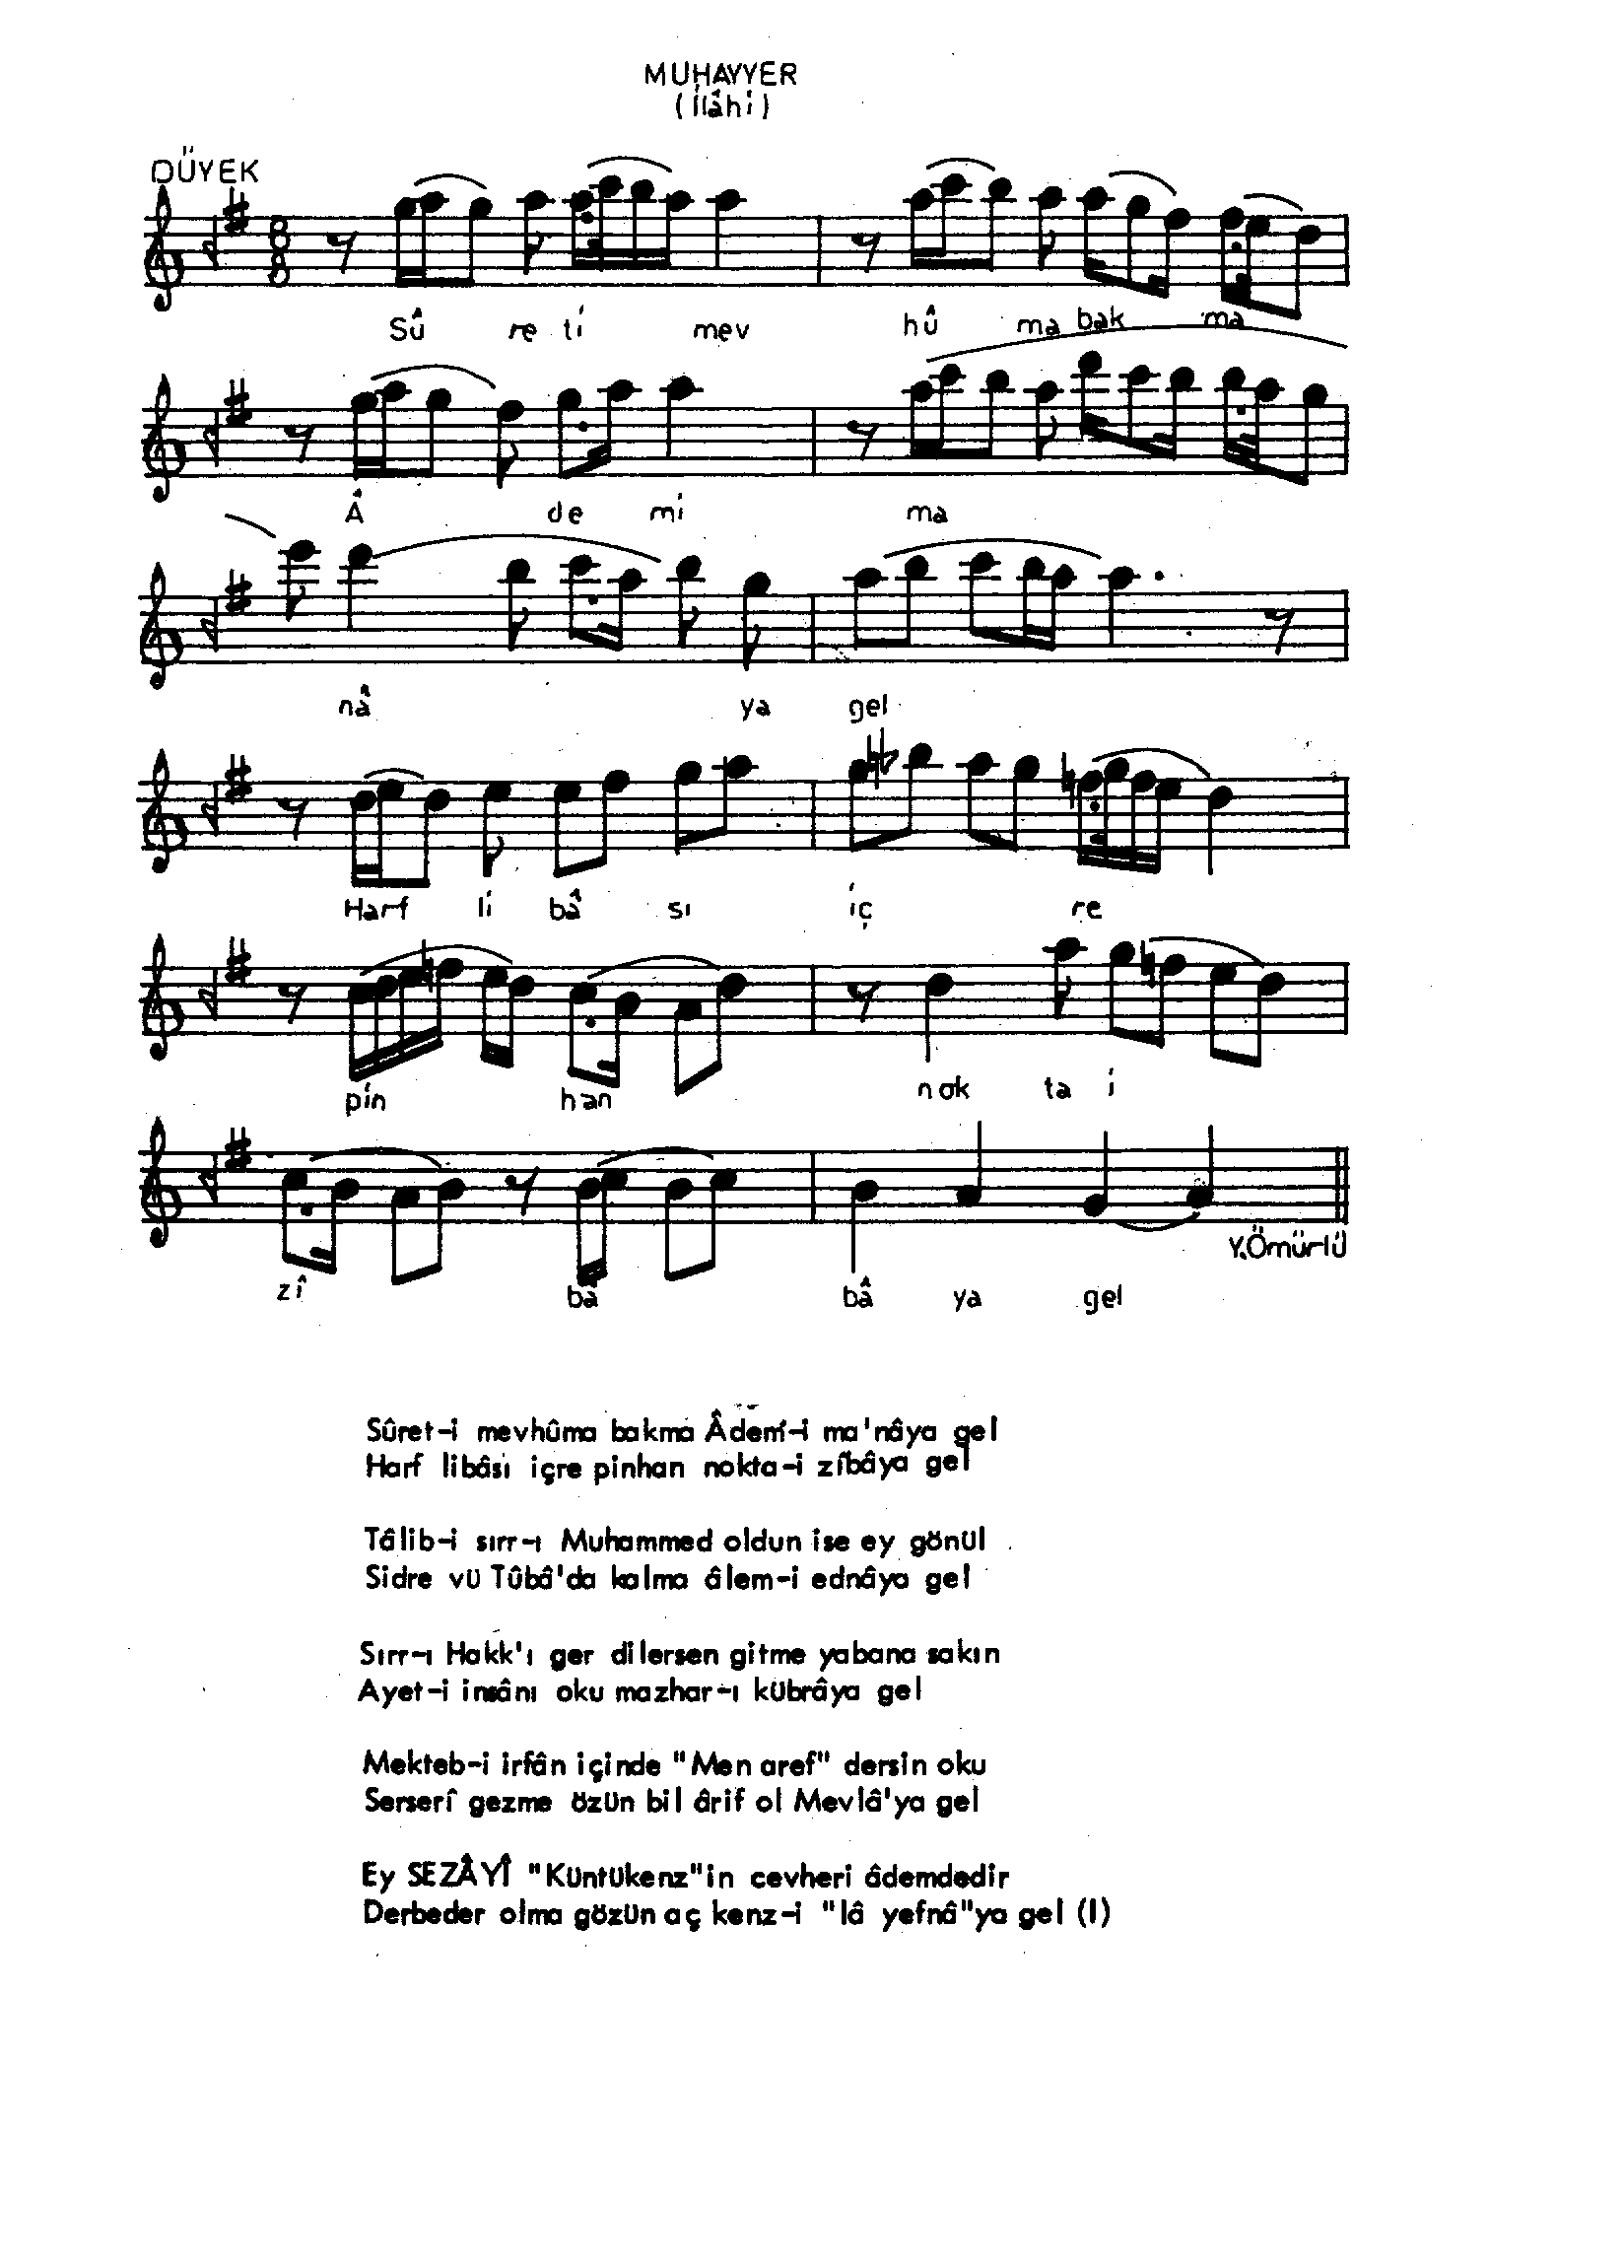 MUHAYYER
(İlâhi)
DÜYEK
8
8
Sû re ti mev hû ma bak ma
Â de mi ma
nâ ya gel
Harf li bâ sı iç re
pin han nok ta i
Y.Ömürlü
zî bâ bâ ya gel
Sûret-i mevhûma bakma Âdem-i ma'nâya gel
Harf libâsı içre pinhan nokta-i zîbâya gel
Tâlib-i sırr-ı Muhammed oldun ise ey gönül
Sidre vü Tûbâ'da kalma âlem-i ednâya gel
Sırr-ı Hakk'ı ger dilersen gitme yabana sakın
Ayet-i insânı oku mazhar-ı kübrâya gel
Mekteb-i irfân içinde "Men aref" dersin oku
Serserî gezme özün bil ârif ol Mevlâ'ya gel
Ey SEZÂYÎ "Küntükenz"in cevheri âdemdedir
Derbeder olma gözün aç kenz-i "lâ yefnâ"ya gel (I)